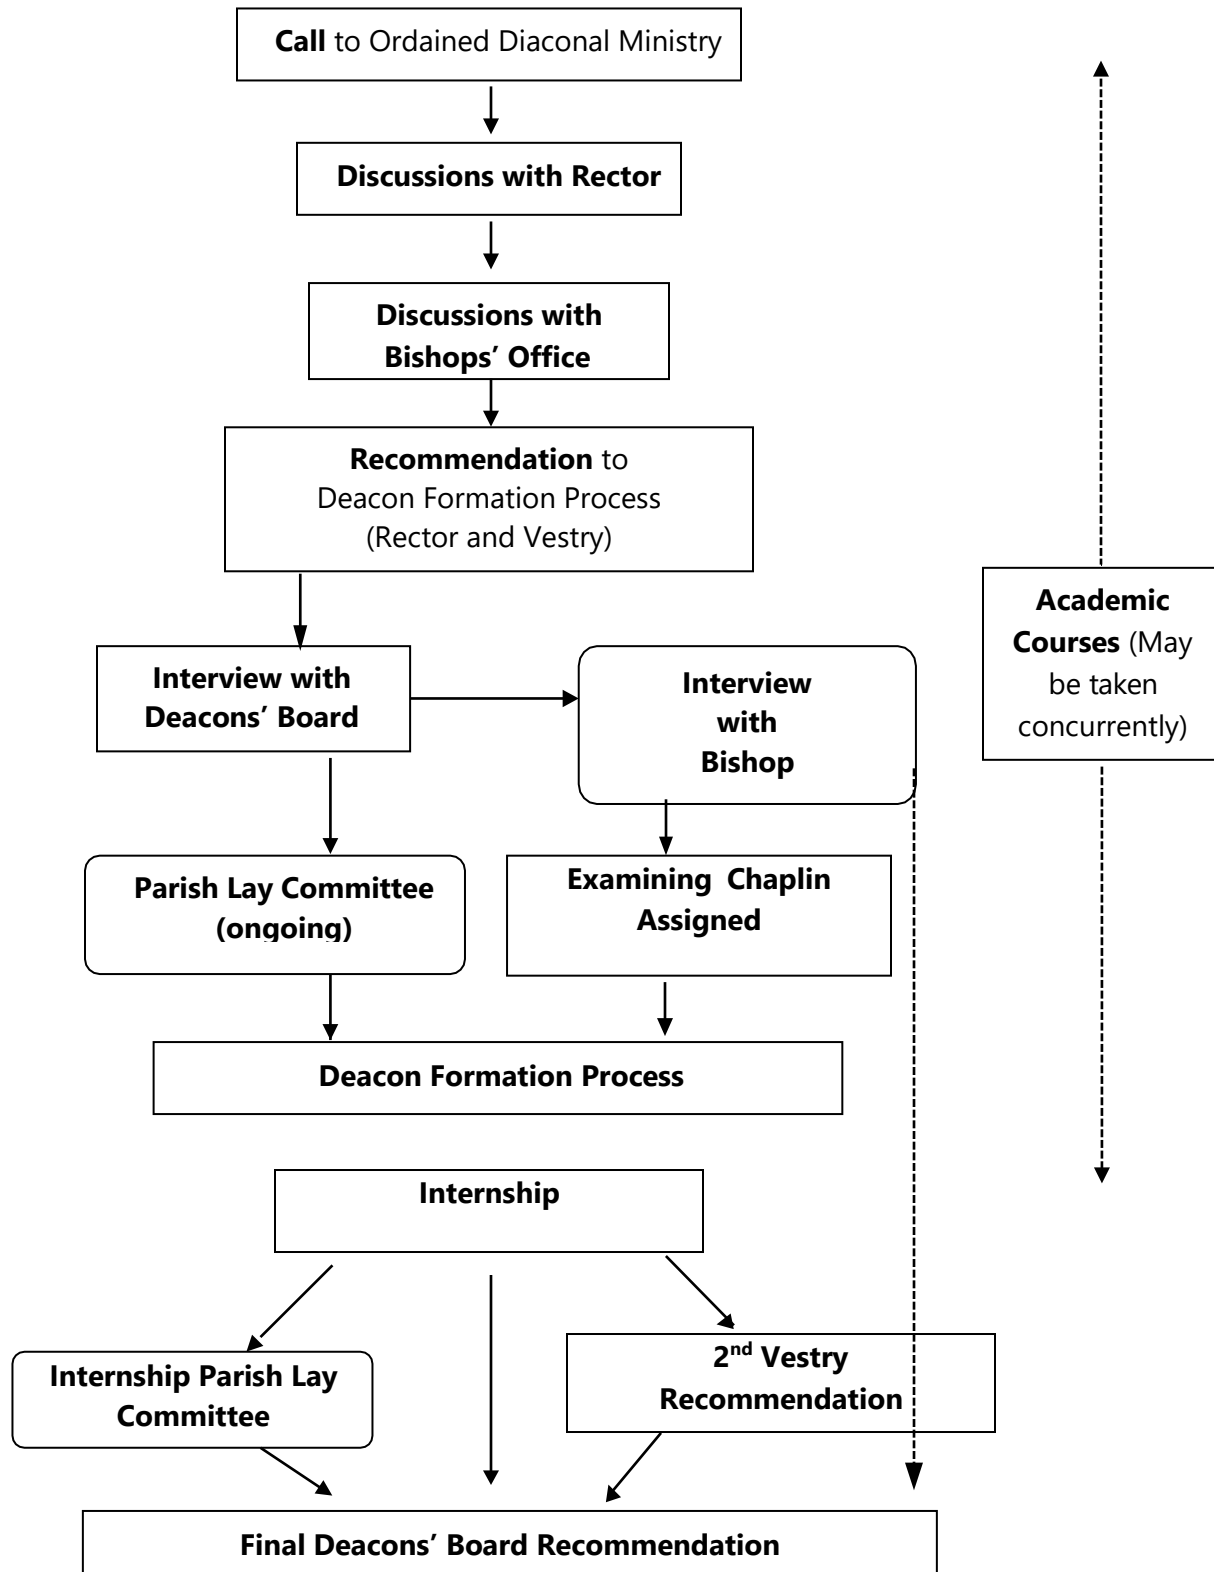 Call to Ordained Diaconal Ministry
Discussions with Rector
Discussions with
Bishops’ Office
Recommendation to
Deacon Formation Process
(Rector and Vestry)
Interview with
Deacons’ Board
Interview
with
Bishop
Academic
Courses (May
be taken
concurrently)
Parish Lay Committee
(ongoing)
Examining Chaplin
Assigned
Deacon Formation Process
Internship
Internship Parish Lay
Committee
2nd Vestry
Recommendation
Final Deacons’ Board Recommendation